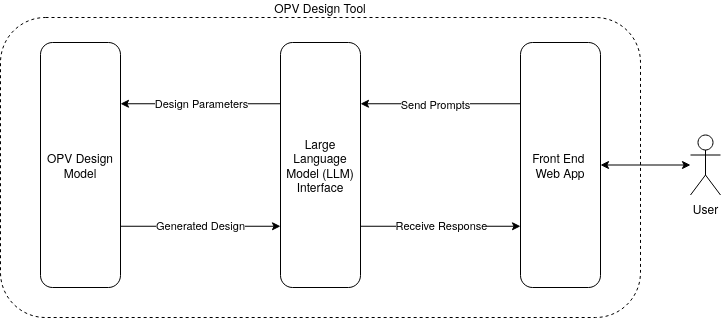 OPV Design Tool
Design Parameters
Send Prompts
OPV Design
Model
Large
Language
Model (LLM)
Interface
Front End
Web App
Generated Design
Receive Response
User